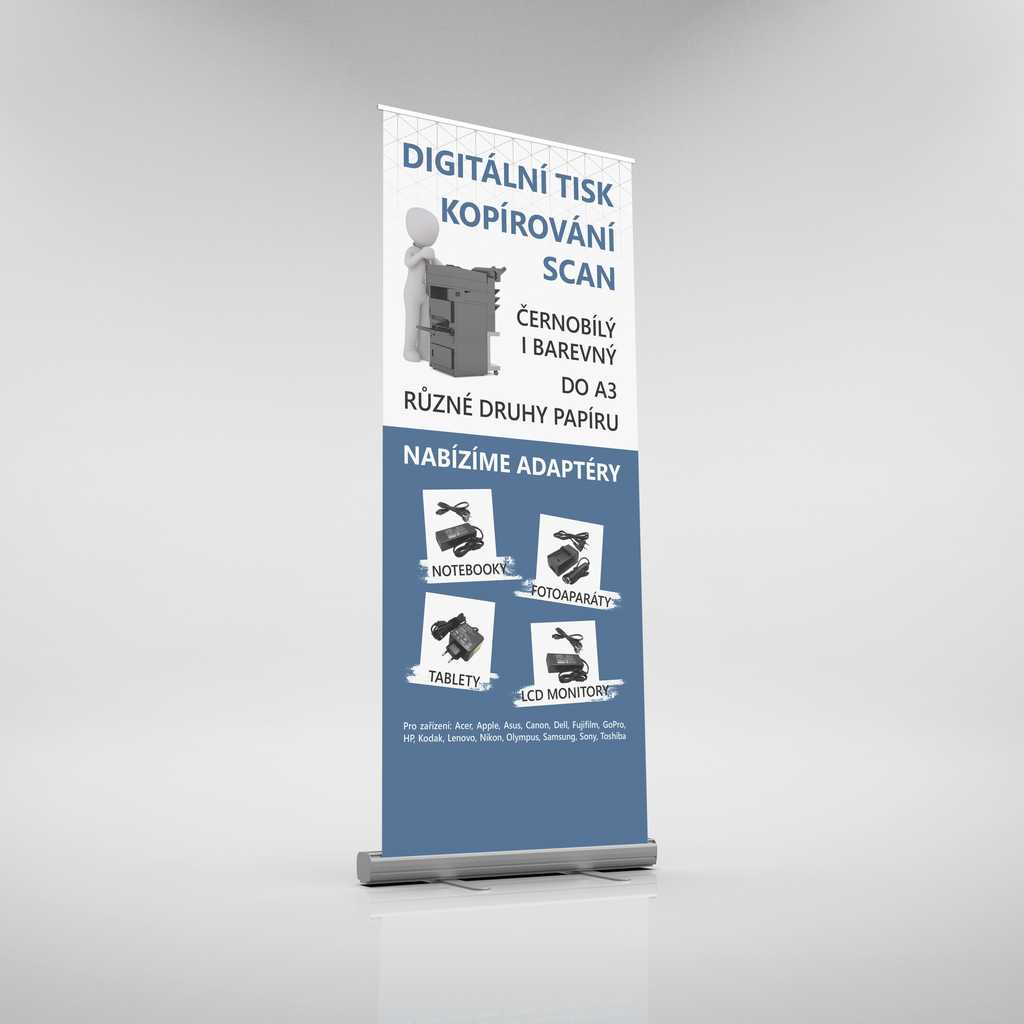 DIGITÁLNÍ TISK
KOPÍROVÁNÍ
SCAN
ČERNOBÍLÝ
I BAREVNÝ
DO A3
RŮZNÉ DRUHY PAPÍRU
NABÍZÍME ADAPTÉRY
NOTEBOOKY
FOTOAPARÁTY
TABLETY
LCD MONITORY
Pro zařízení: Acer, Apple, Asus, Canon, Dell, Fujifilm, GoPro,
HP, Kodak, Lenovo, Nikon, Olympus, Samsung, Sony, Toshiba